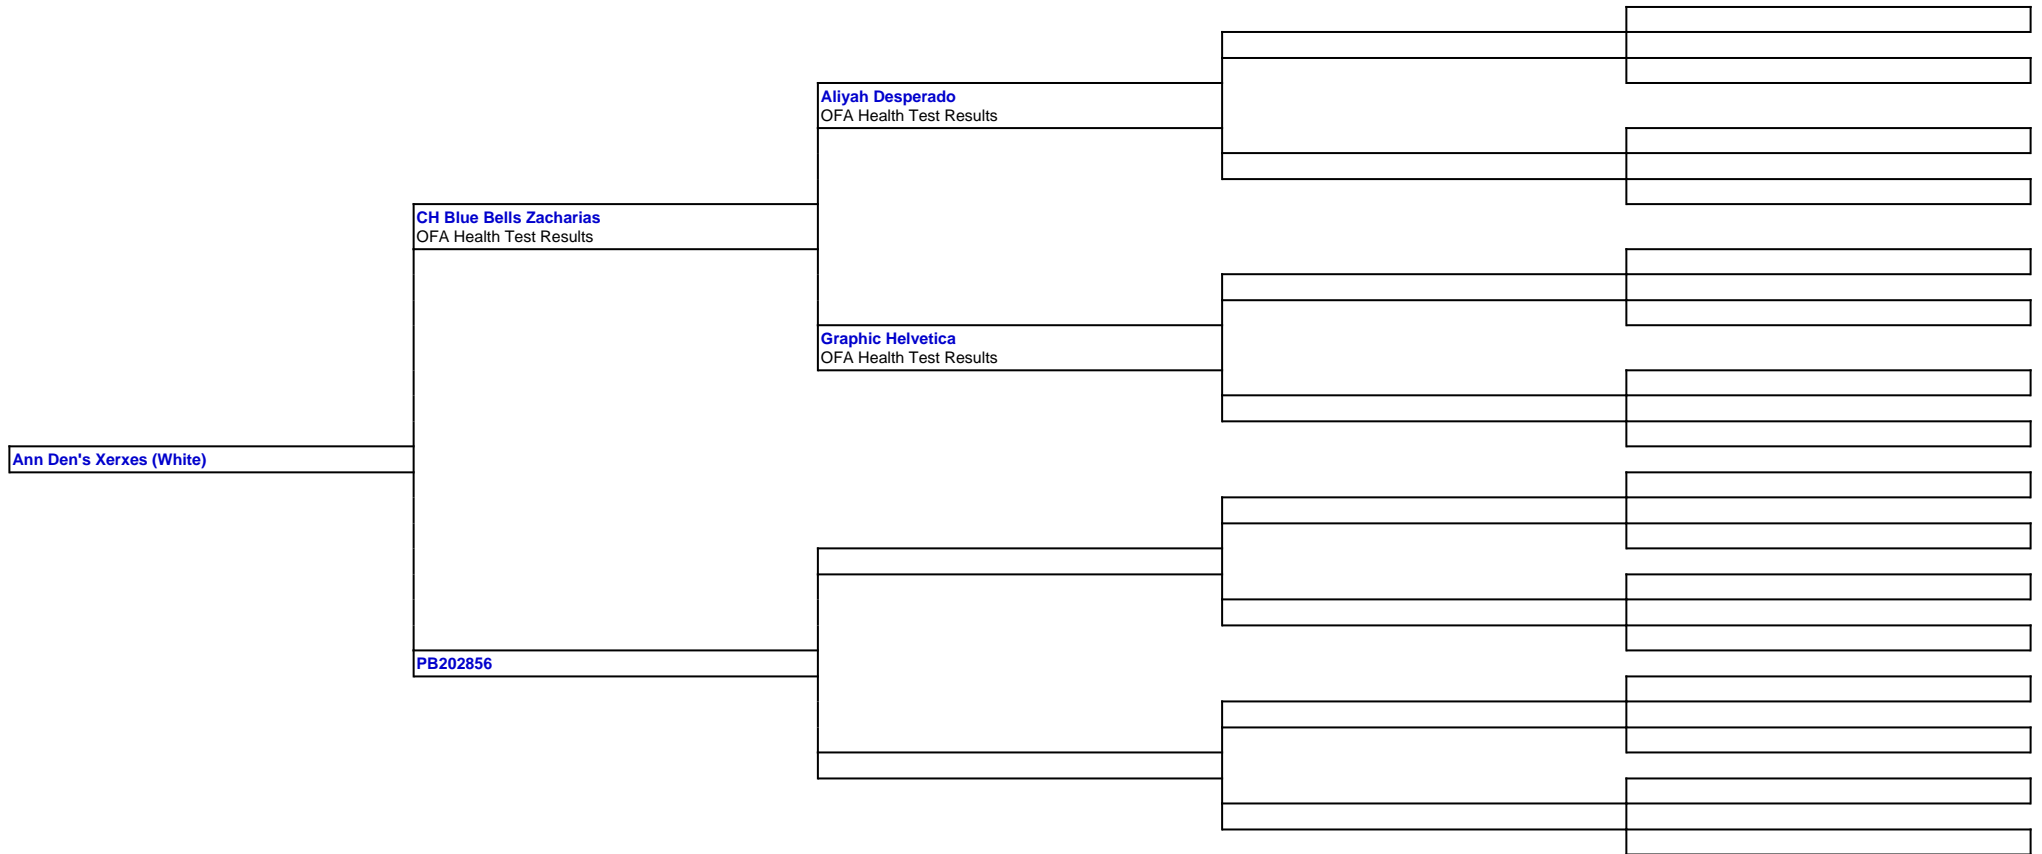 Aliyah Desperado
OFA Health Test Results
CH Blue Bells Zacharias
OFA Health Test Results
Graphic Helvetica
OFA Health Test Results
Ann Den's Xerxes (White)
PB202856